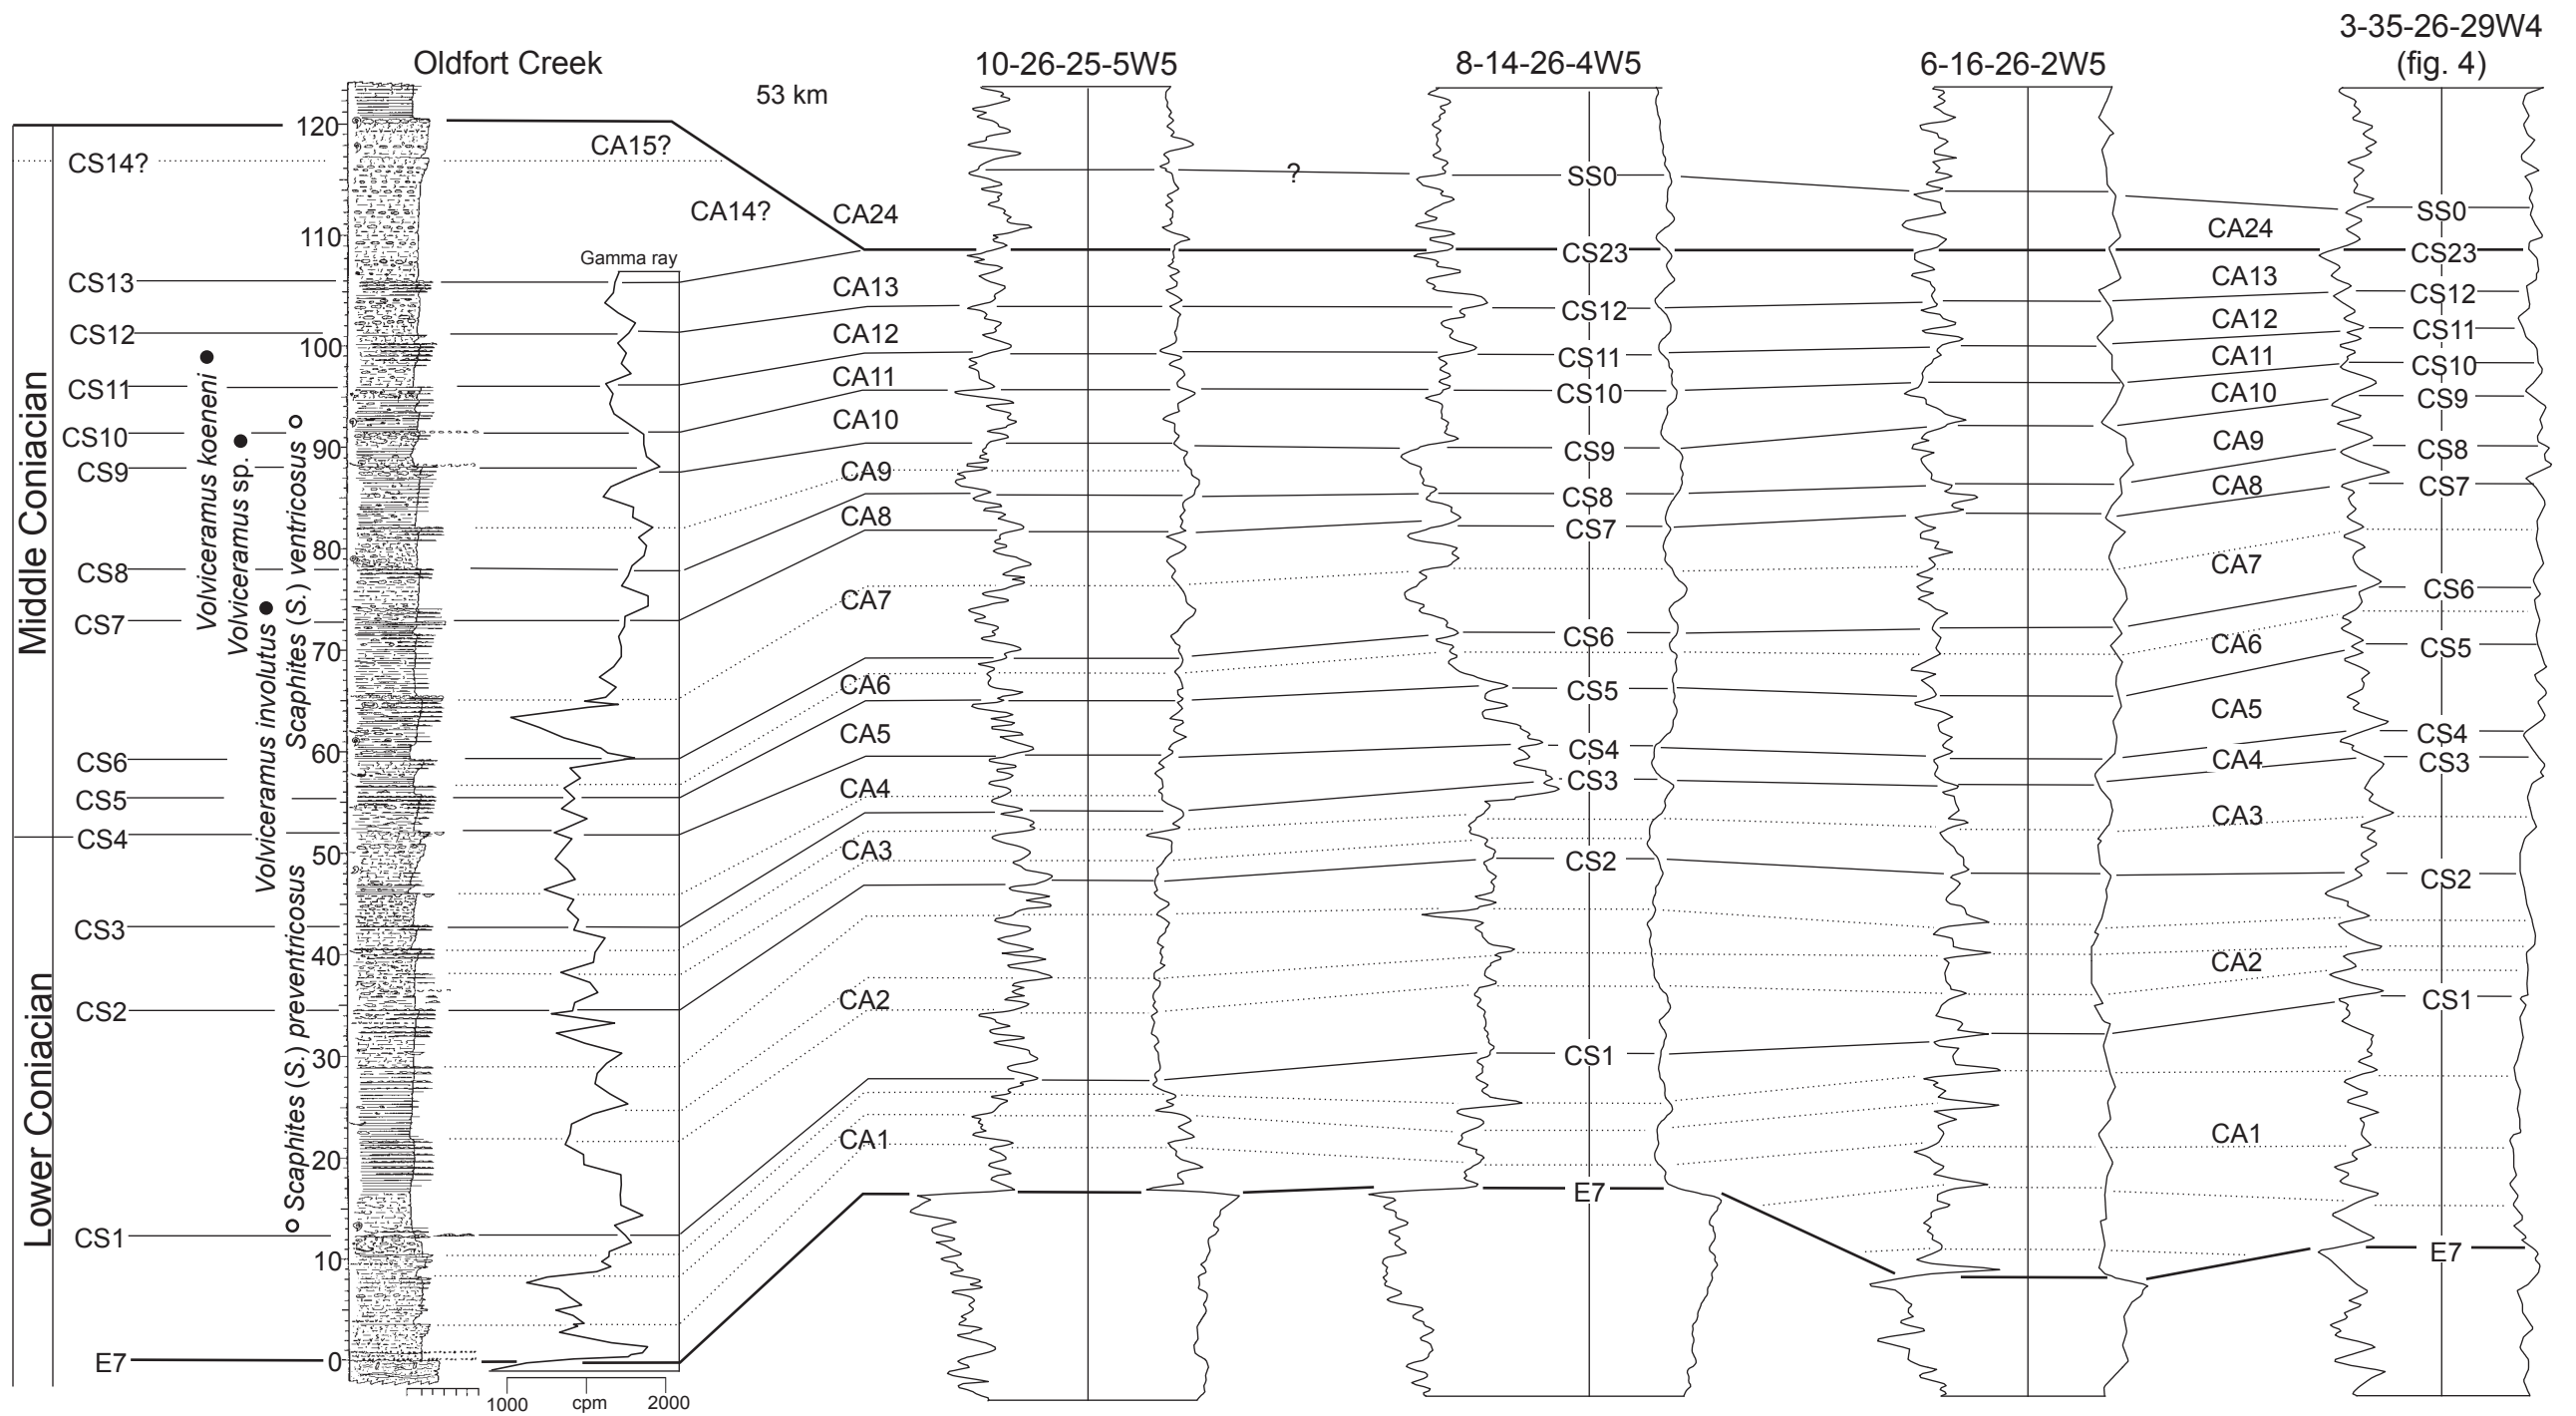 3-35-26-29W4
Oldfort Creek
10-26-25-5W5
8-14-26-4W5
6-16-26-2W5
(fig. 4)
53 km
Middle Coniacian
Lower Coniacian
CS14?
CS13
CS12
CS11
CS10
CS9
CS8
CS7
CS6
CS5
CS4
CS3
CS2
CS1
E7
Volviceramus koeneni
Volviceramus sp.
Volviceramus involutus
Scaphites (S.) ventricosus
Scaphites (S.) preventricosus
120
110
100
90
80
70
60
50
40
30
20
10
0
Gamma ray
1000
cpm
2000
CA15?
CA14?
CA24
CA13
CA12
CA11
CA10
CA9
CA8
CA7
CA6
CA5
CA4
CA3
CA2
CA1
?
SS0
CS23
CS12
CS11
CS10
CS9
CS8
CS7
CS6
CS5
CS4
CS3
CS2
CS1
E7
CA24
CA13
CA12
CA11
CA10
CA9
CA8
CA7
CA6
CA5
CA4
CA3
CA2
CA1
SS0
CS23
CS12
CS11
CS10
CS9
CS8
CS7
CS6
CS5
CS4
CS3
CS2
CS1
E7